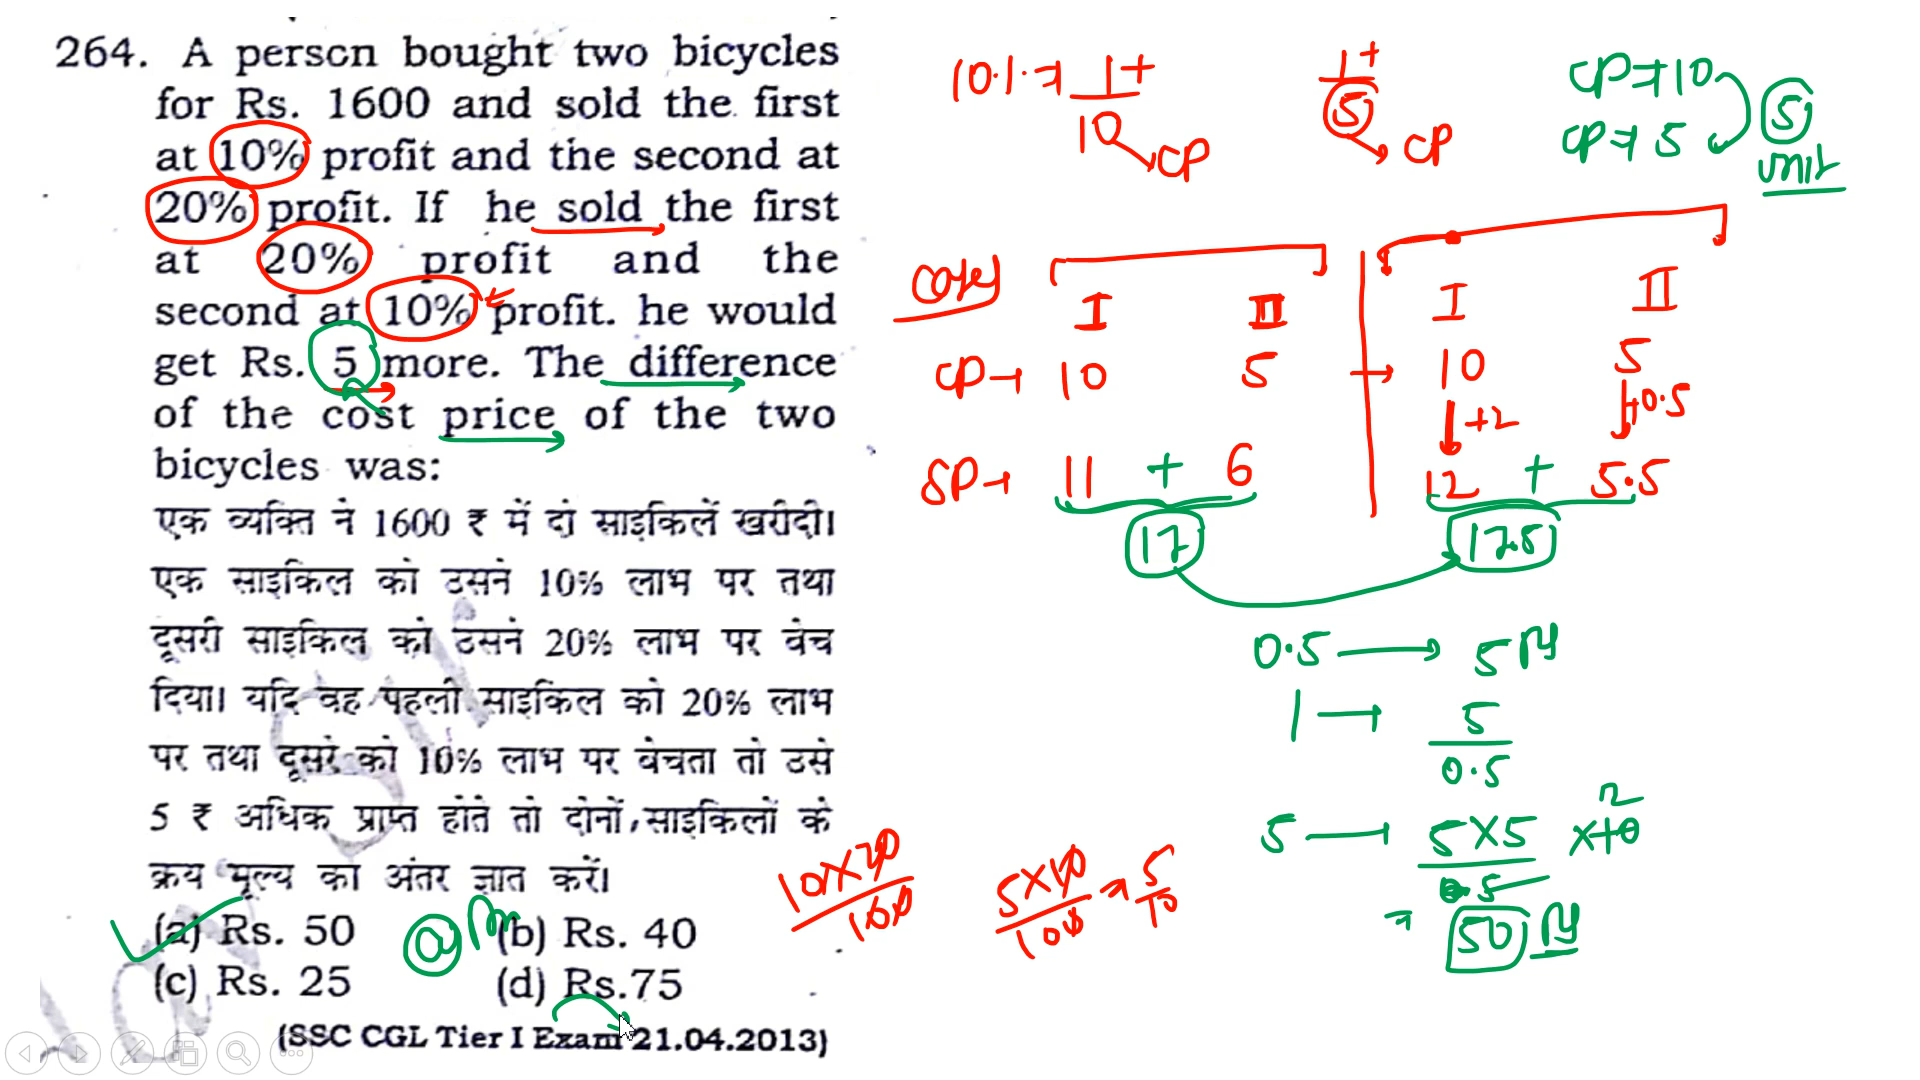 264. A person bought two bicycles
for Rs. 1600 and sold the first
at 10% profit and the second at
20% profit. If he sold the first
at 20% profit and the
second at 10% profit. he would
get Rs. 5 more. The difference
of the cost price of the two
bicycles was:
एक व्यक्ति ने 1600 ₹ में दो साइकिलें खरीदी।
एक साइकिल को उसने 10% लाभ पर तथा
दूसरी साइकिल को उसने 20% लाभ पर बेच
दिया। यदि वह पहली साइकिल को 20% लाभ
पर तथा दूसरे को 10% लाभ पर बेचता तो उसे
5 ₹ अधिक प्राप्त होते तो दोनों साइकिलों के
क्रय मूल्य का अंतर ज्ञात करें।
(a) Rs. 50 (b) Rs. 40
(c) Rs. 25 (d) Rs.75
(SSC CGL Tier I Exam 21.04.2013)
10% → 1+/10 → CP
1+/5 → CP
CP → 10
CP → 5
5
unit
I II
I II
CP → 10 5 → 10 5
+2 +0.5
SP → 11 + 6 12 + 5.5
17 17.5
0.5 → 5 Rs
1 → 5/0.5
5 → 5×5/0.5 ×10 2
= 50 Rs
10×20/100
5×10/100 = 5/10